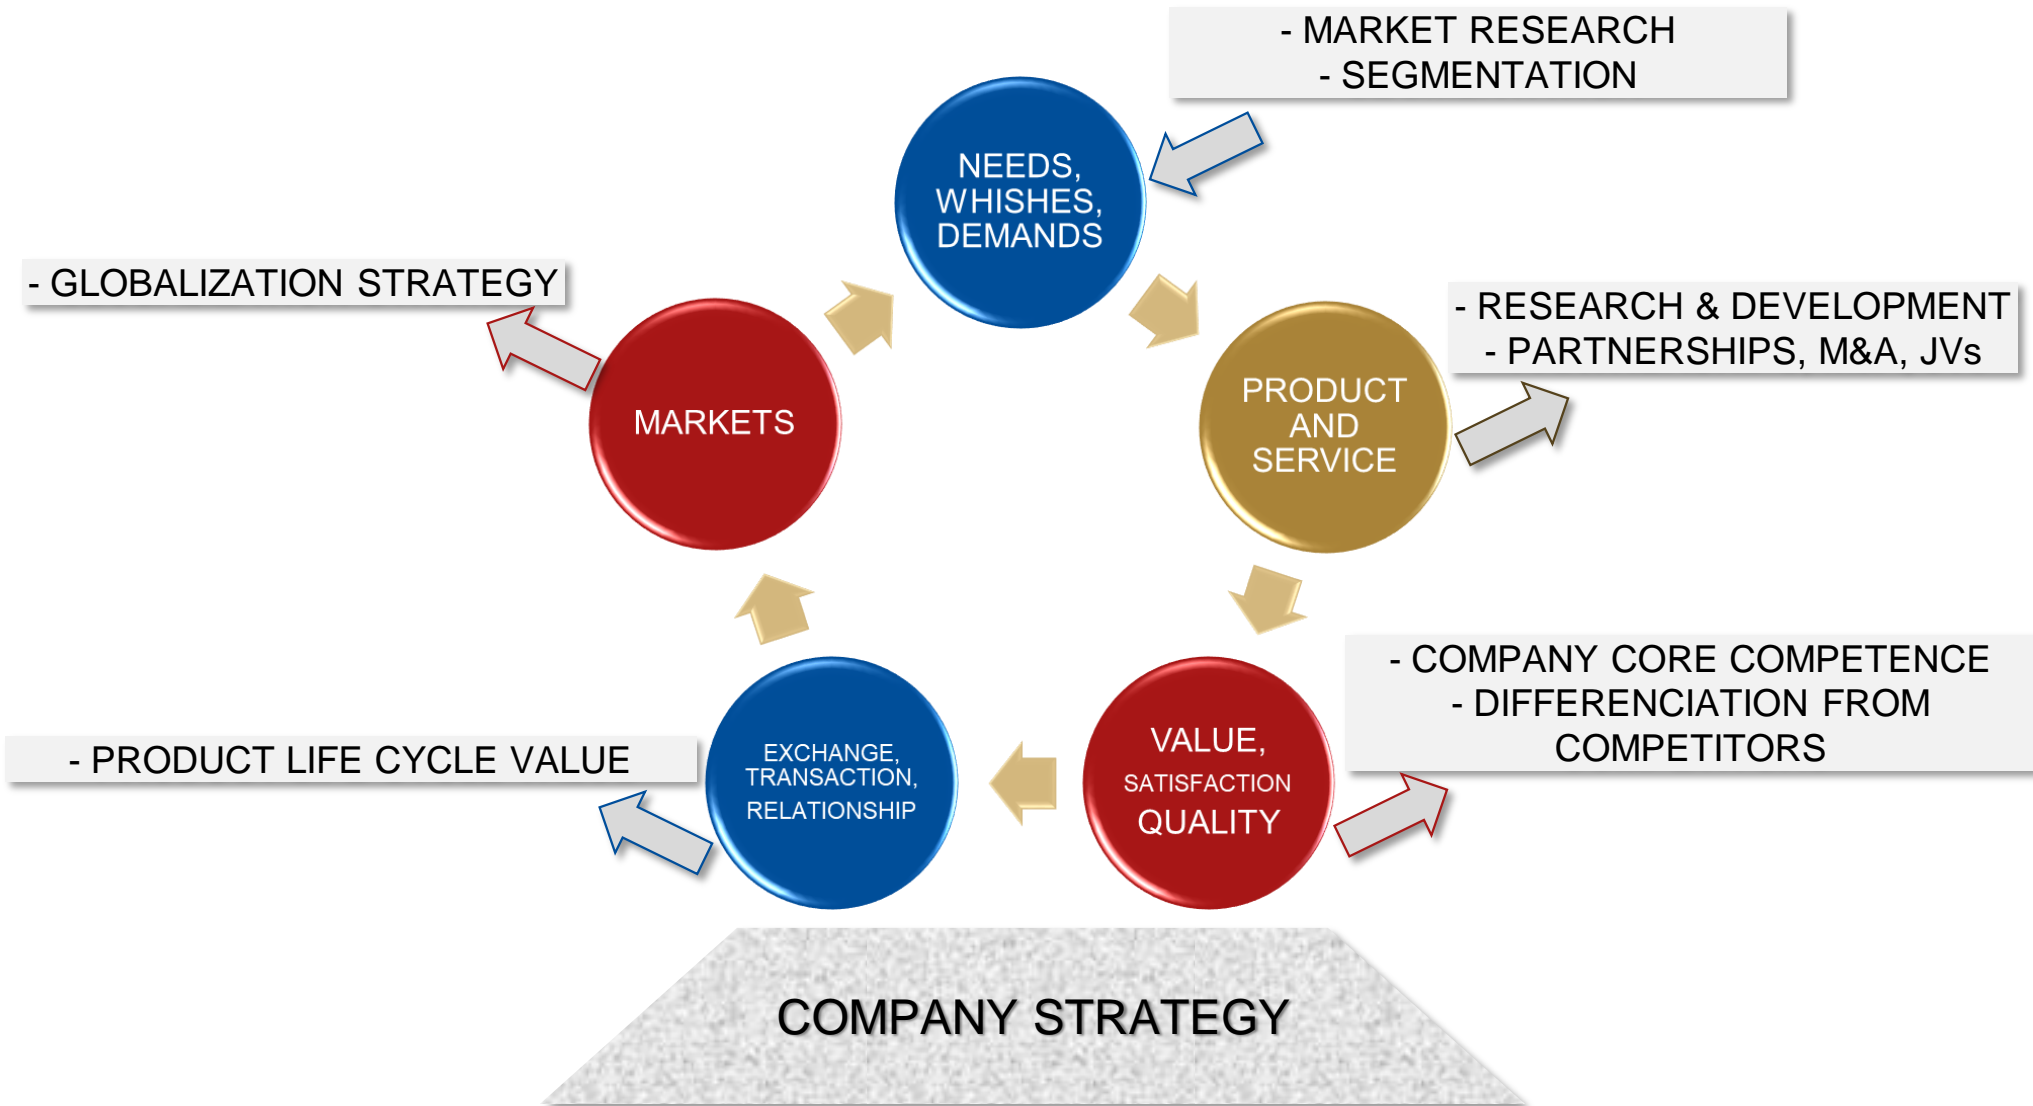 - MARKET RESEARCH
- SEGMENTATION
NEEDS,
WHISHES,
DEMANDS
- GLOBALIZATION STRATEGY
- RESEARCH & DEVELOPMENT
- PARTNERSHIPS, M&A, JVs
MARKETS
PRODUCT
AND
SERVICE
- COMPANY CORE COMPETENCE
- DIFFERENCIATION FROM
COMPETITORS
- PRODUCT LIFE CYCLE VALUE
EXCHANGE,
TRANSACTION,
RELATIONSHIP
VALUE,
SATISFACTION
QUALITY
COMPANY STRATEGY